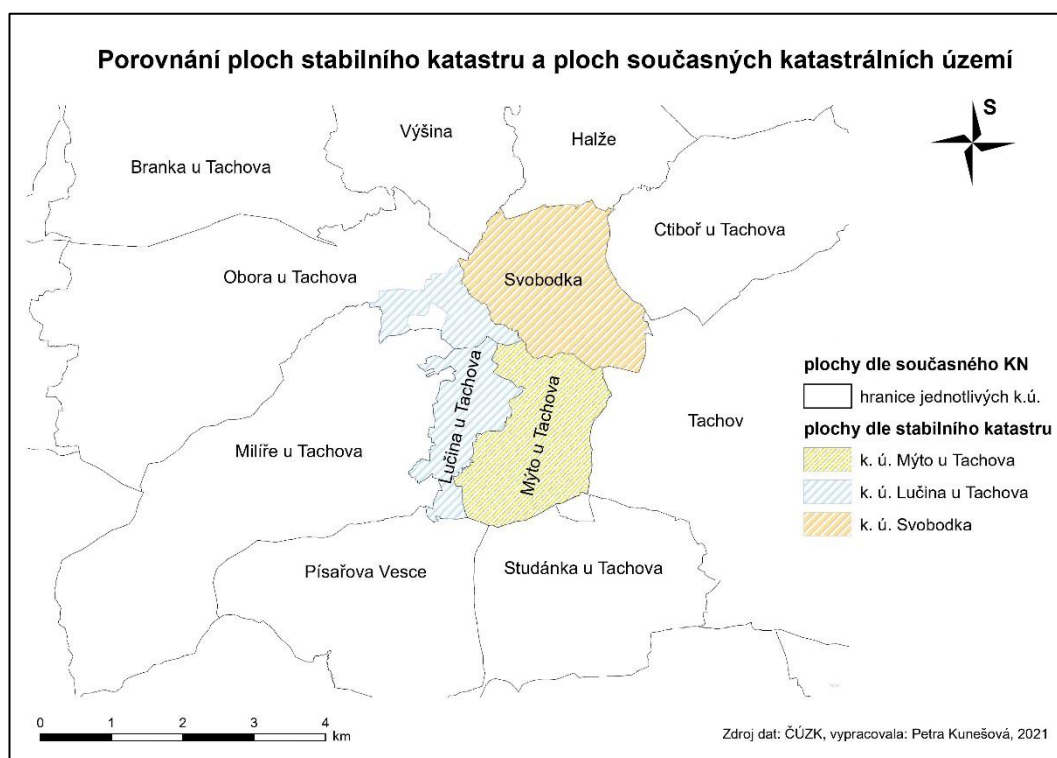 Porovnání ploch stabilního katastru a ploch současných katastrálních území
S
Výšina
Halže
Branka u Tachova
Ctiboř u Tachova
Obora u Tachova
Svobodka
Lučina u Tachova
Mýto u Tachova
Milíře u Tachova
Tachov
Písařova Vesce
Studánka u Tachova
plochy dle současného KN
hranice jednotlivých k.ú.
plochy dle stabilního katastru
k. ú. Mýto u Tachova
k. ú. Lučina u Tachova
k. ú. Svobodka
0 1 2 3 4
km
Zdroj dat: ČÚZK, vypracovala: Petra Kunešová, 2021